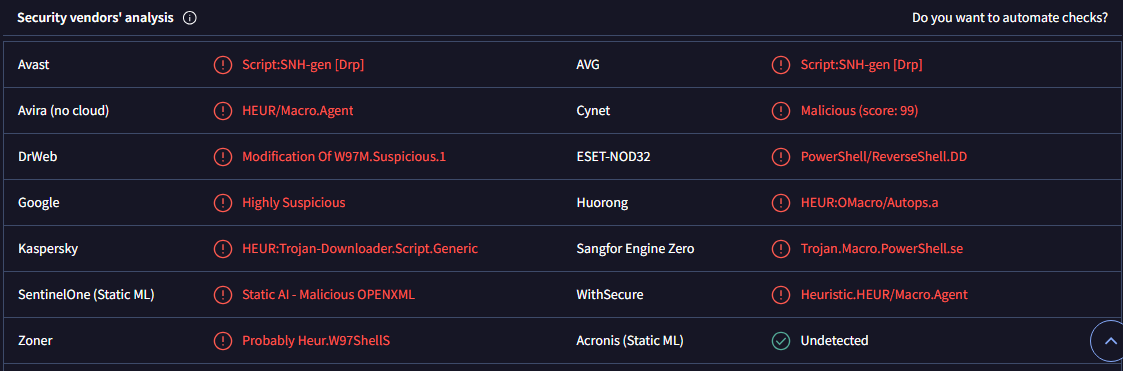 Security vendors' analysis Do you want to automate checks?
Avast Script:SNH-gen [Drp] AVG Script:SNH-gen [Drp]
Avira (no cloud) HEUR/Macro.Agent Cynet Malicious (score: 99)
DrWeb Modification Of W97M.Suspicious.1 ESET-NOD32 PowerShell/ReverseShell.DD
Google Highly Suspicious Huorong HEUR:OMacro/Autops.a
Kaspersky HEUR:Trojan-Downloader.Script.Generic Sangfor Engine Zero Trojan.Macro.PowerShell.se
SentinelOne (Static ML) Static AI - Malicious OPENXML WithSecure Heuristic.HEUR/Macro.Agent
Zoner Probably Heur.W97ShellS Acronis (Static ML) Undetected